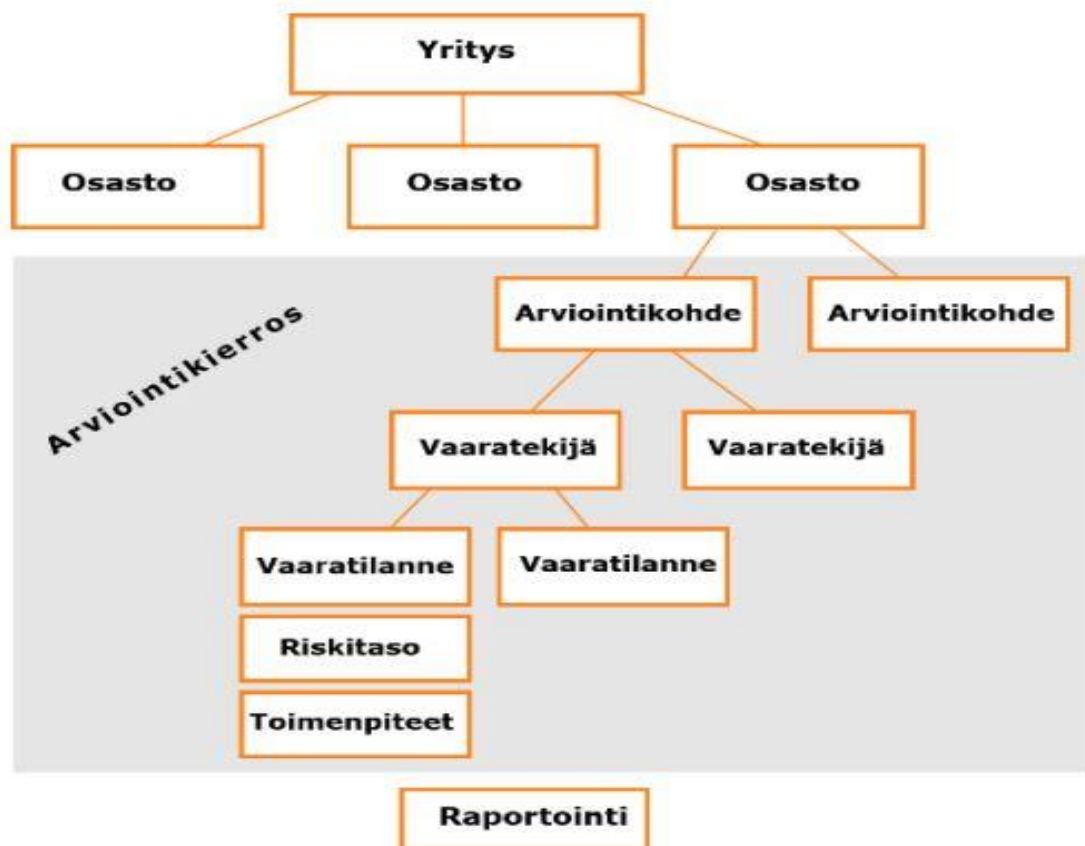 Yritys
Osasto
Osasto
Osasto
Arviointikierros
Arviointikohde
Arviointikohde
Vaaratekijä
Vaaratekijä
Vaaratilanne
Vaaratilanne
Riskitaso
Toimenpiteet
Raportointi